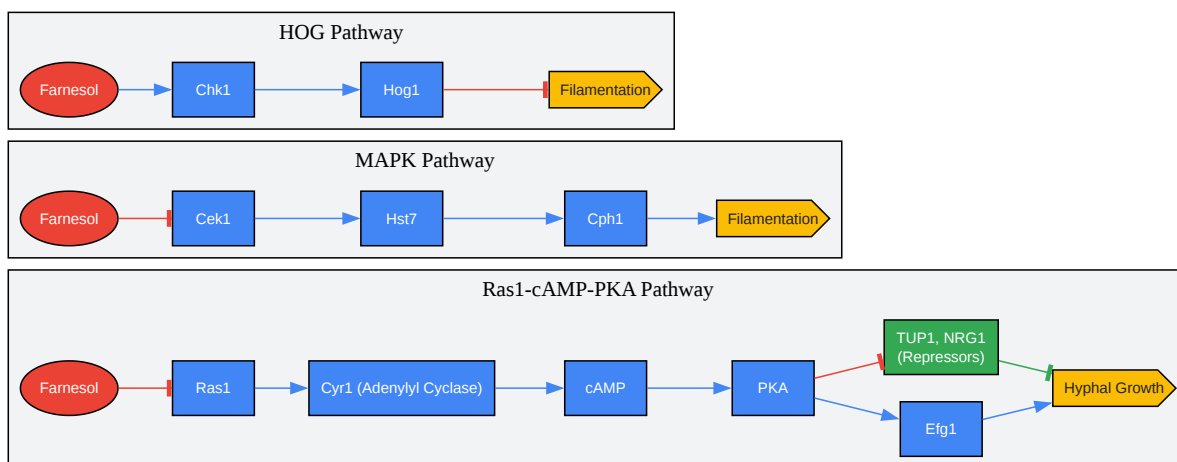 HOG Pathway
Farnesol
Chk1
Hog1
Filamentation
MAPK Pathway
Farnesol
Cek1
Hst7
Cph1
Filamentation
Ras1-cAMP-PKA Pathway
Farnesol
Ras1
Cyr1 (Adenylyl Cyclase)
cAMP
PKA
TUP1, NRG1
(Repressors)
Efg1
Hyphal Growth